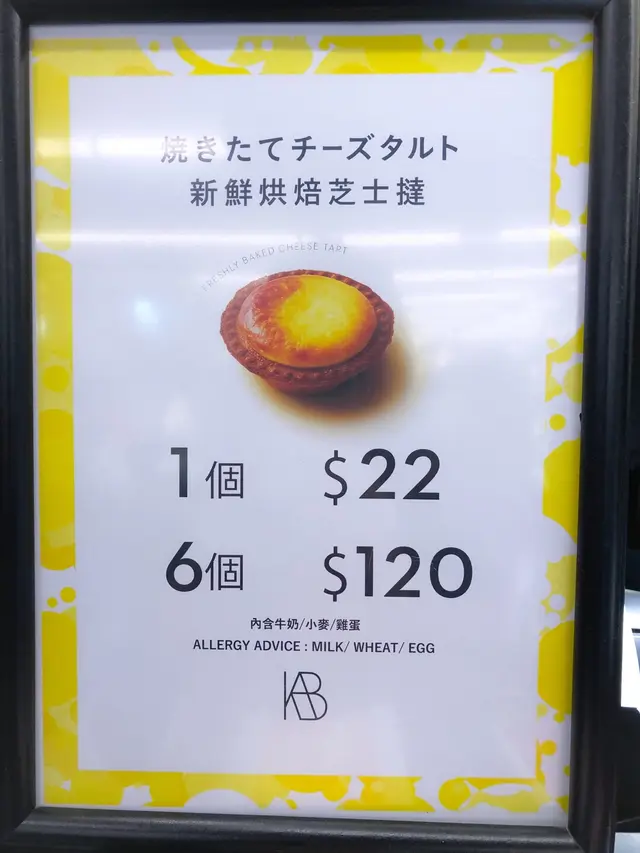 焼きたてチーズタルト
新鮮烘焙芝士撻
FRESHLY BAKED CHEESE TART
1個 $22
6個 $120
內含牛奶/小麥/雞蛋
ALLERGY ADVICE : MILK/ WHEAT/ EGG
KAB